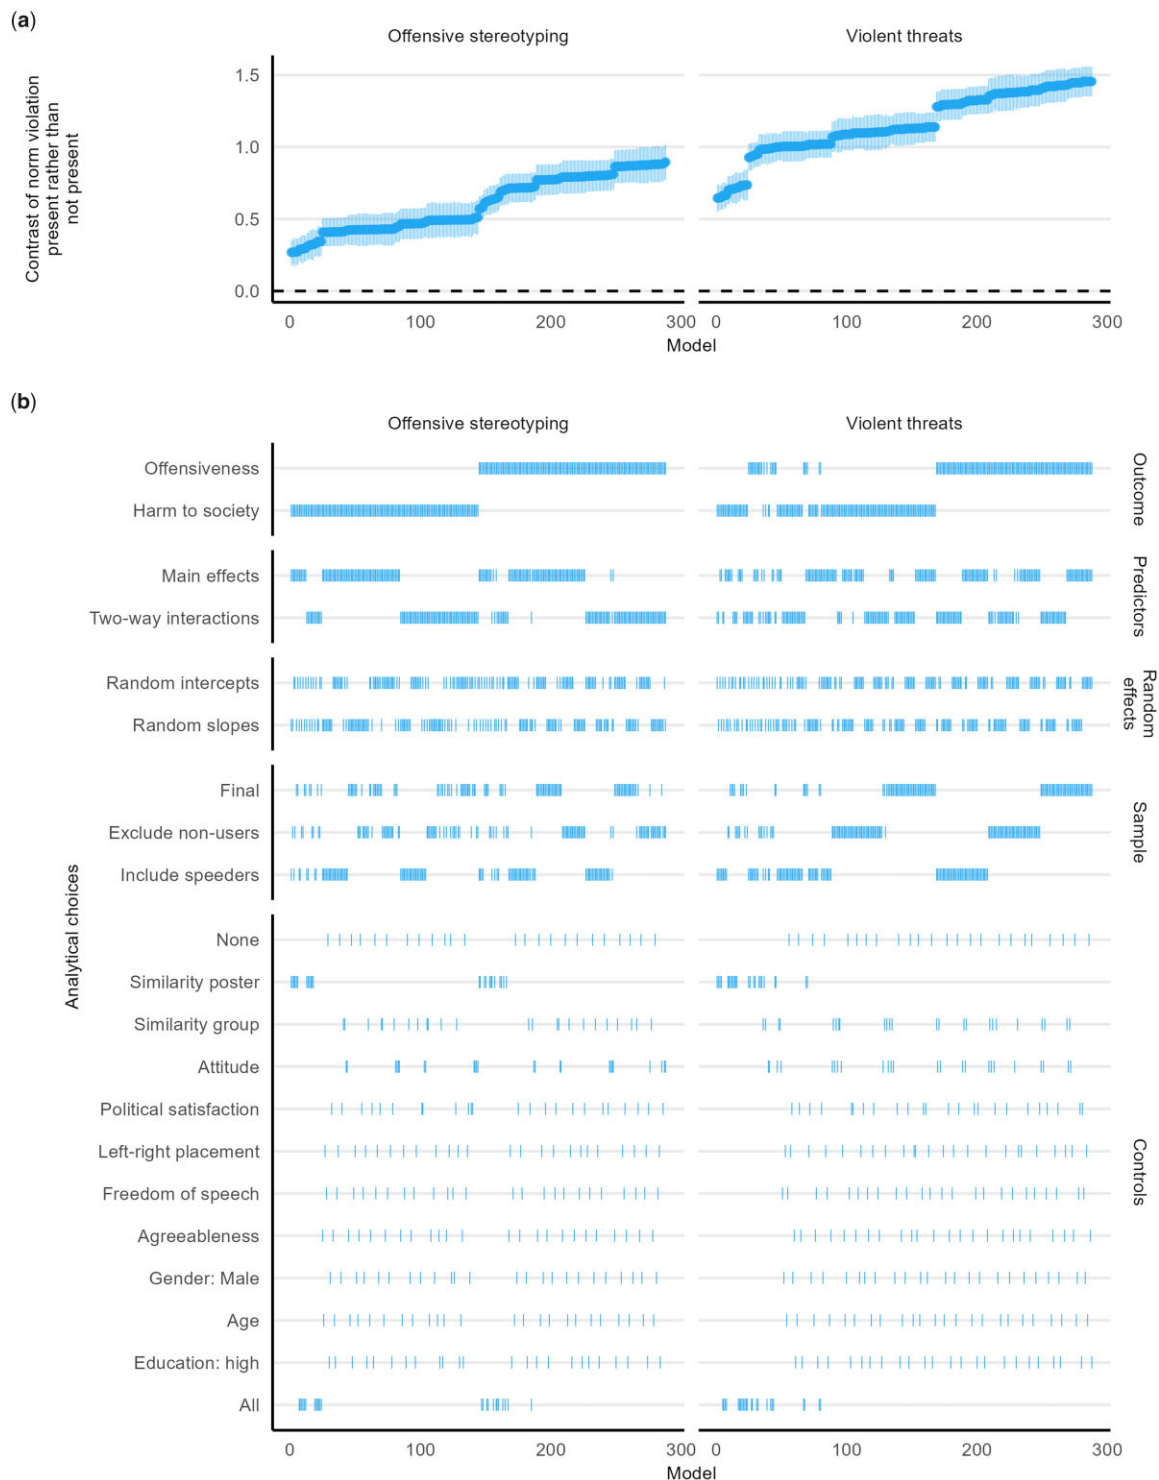 (a)
Offensive stereotyping
Violent threats
Contrast of norm violation
present rather than
not present
1.5
1.0
0.5
0.0
0
100
200
300
0
100
200
300
Model
(b)
Offensive stereotyping
Violent threats
Analytical choices
Offensiveness
Harm to society
Outcome
Main effects
Two-way interactions
Predictors
Random intercepts
Random slopes
Random
effects
Final
Exclude non-users
Include speeders
Sample
None
Similarity poster
Similarity group
Attitude
Political satisfaction
Left-right placement
Freedom of speech
Agreeableness
Gender: Male
Age
Education: high
All
Controls
0
100
200
300
0
100
200
300
Model